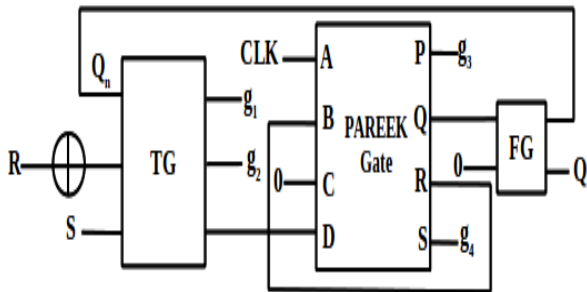 CLK
A
P
g₃
Qₙ
g₁
B
PAREEK
Gate
Q
FG
R
TG
g₂
0
C
R
0
Q
S
D
S
g₄